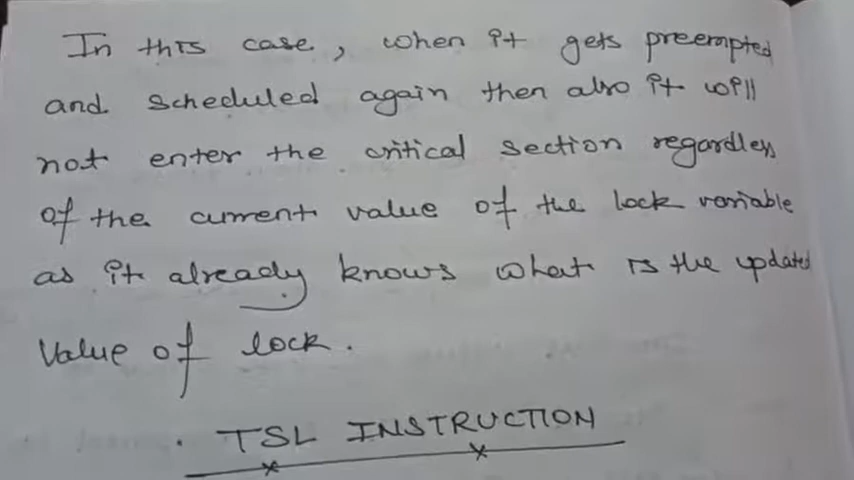 In this case, when it gets preempted
and scheduled again then also it will
not enter the critical section regardless
of the current value of the lock variable
as it already knows what is the updated
value of lock.
. TSL INSTRUCTION